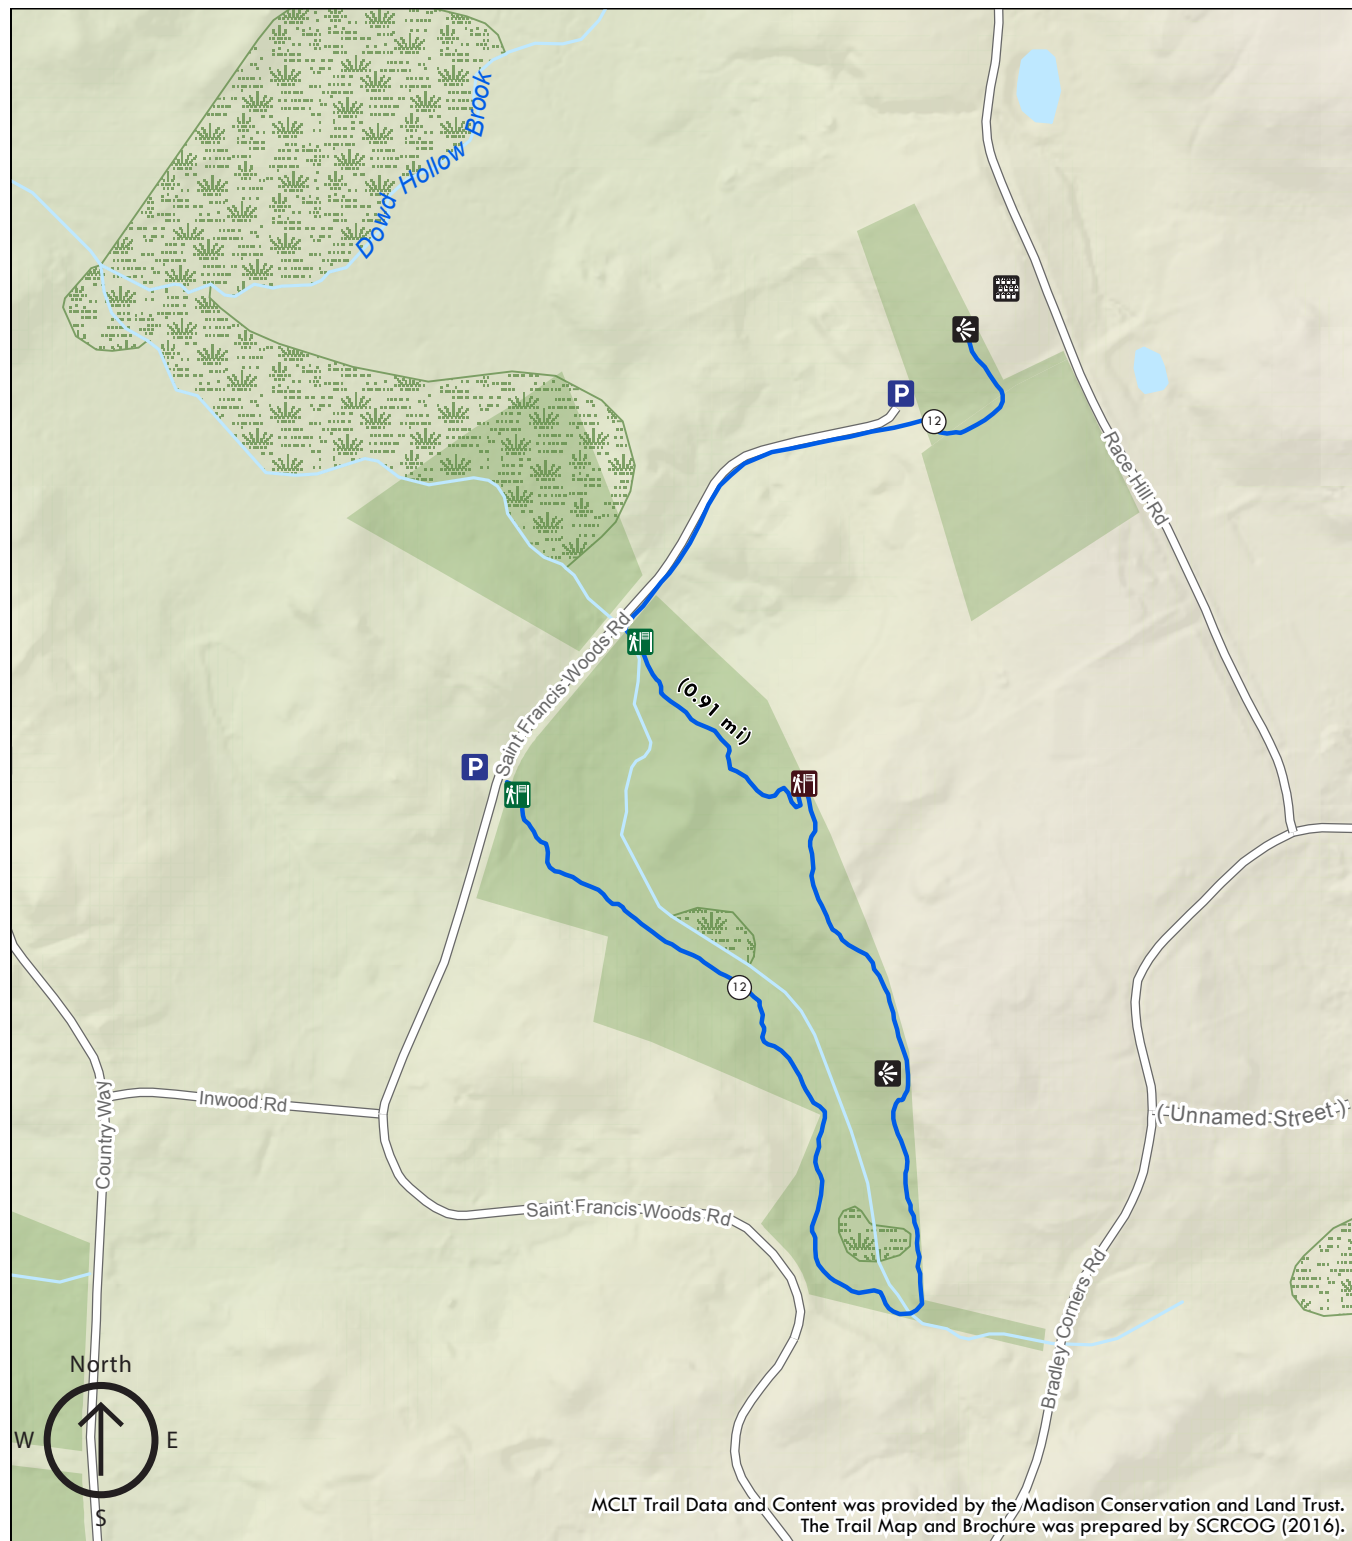 Dowd Hollow Brook
P
12
Race Hill Rd
Saint Francis Woods Rd
(0.91 mi)
P
12
Inwood Rd
Country Way
(-Unnamed Street-)
Saint Francis Woods Rd
Bradley Corners Rd
North
W
E
S
MCLT Trail Data and Content was provided by the Madison Conservation and Land Trust.
The Trail Map and Brochure was prepared by SCRCOG (2016).